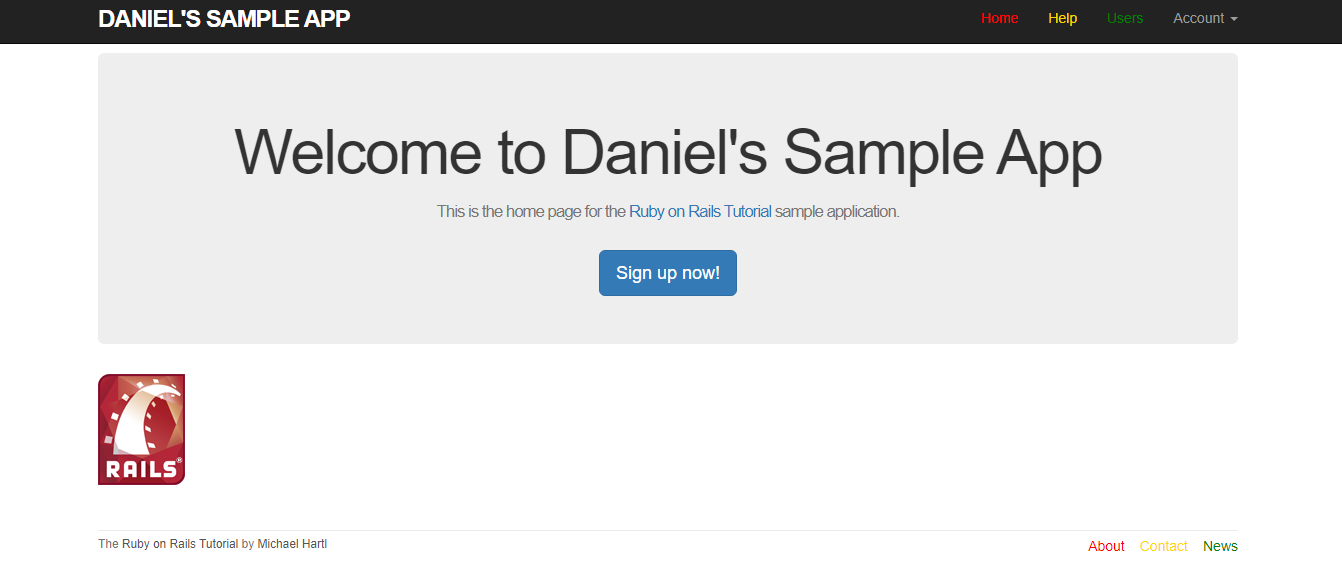 DANIEL'S SAMPLE APP Home Help Users Account
Welcome to Daniel's Sample App
This is the home page for the Ruby on Rails Tutorial sample application.
Sign up now!
RAILS®
The Ruby on Rails Tutorial by Michael Hartl About Contact News